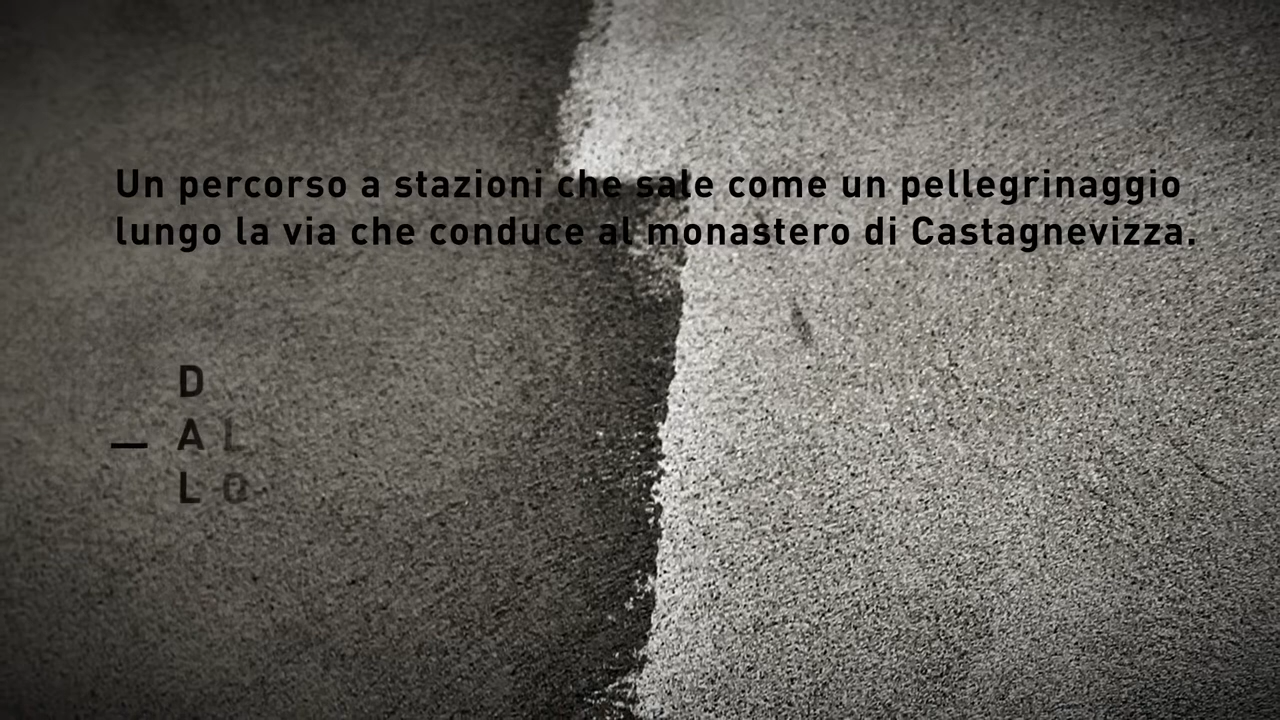 Un percorso a stazioni che sale come un pellegrinaggio
lungo la via che conduce al monastero di Castagnevizza.
D
— A L
L O